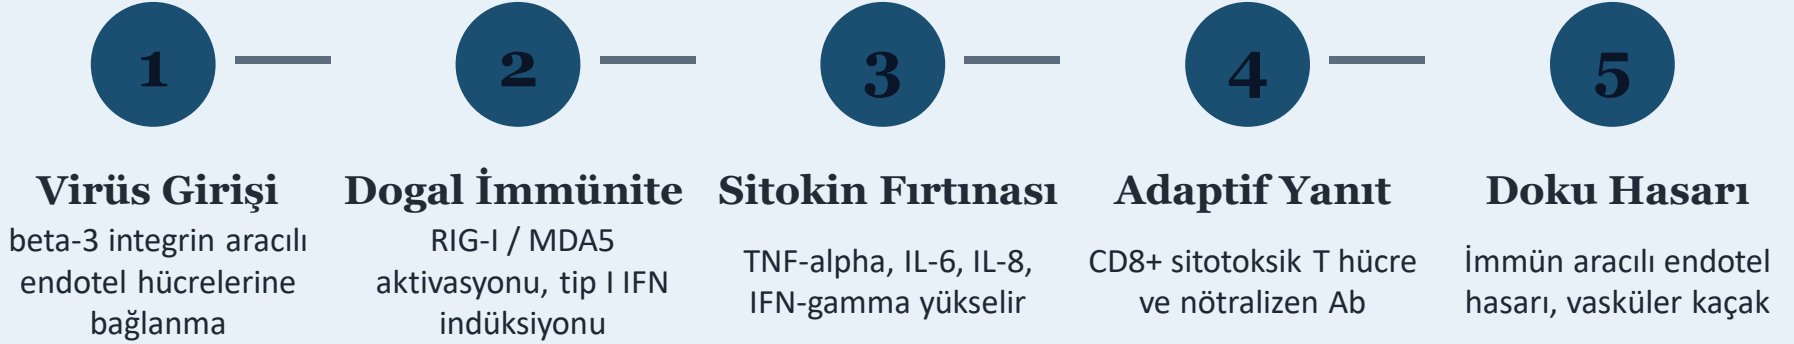 1
2
3
4
5
Virüs Girişi
beta-3 integrin aracılı
endotel hücrelerine
bağlanma
Dogal İmmünite
RIG-I / MDA5
aktivasyonu, tip I IFN
indüksiyonu
Sitokin Fırtınası
TNF-alpha, IL-6, IL-8,
IFN-gamma yükselir
Adaptif Yanıt
CD8+ sitotoksik T hücre
ve nötralizen Ab
Doku Hasarı
İmmün aracılı endotel
hasarı, vasküler kaçak